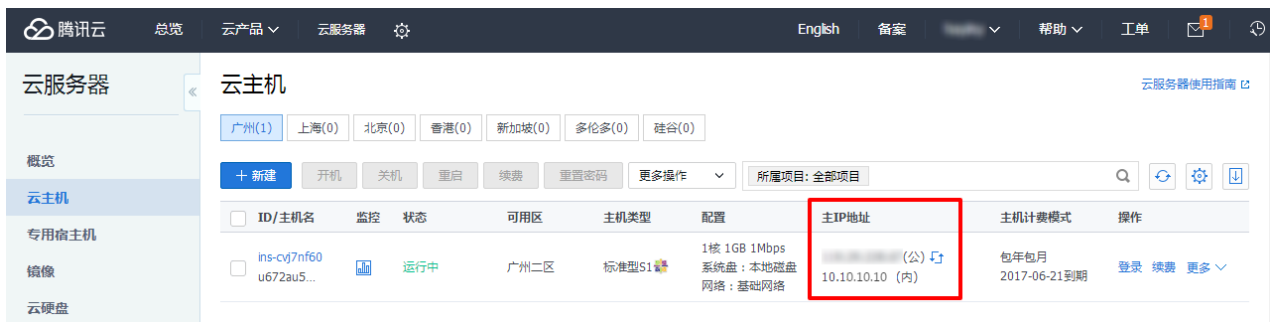 腾讯云 总览 云产品 云服务器 English 备案 帮助 工单 1
云服务器
云主机
云服务器使用指南
广州(1) 上海(0) 北京(0) 香港(0) 新加坡(0) 多伦多(0) 硅谷(0)
概览
+ 新建 开机 关机 重启 续费 重置密码 更多操作 所属项目: 全部项目
云主机
ID/主机名 监控 状态 可用区 主机类型 配置 主IP地址 主机计费模式 操作
专用宿主机
ins-cvj7nf60
u672au5...
运行中
广州二区
标准型S1
1核 1GB 1Mbps
系统盘：本地磁盘
网络：基础网络
(公)
10.10.10.10 (内)
包年包月
2017-06-21到期
登录 续费 更多
镜像
云硬盘